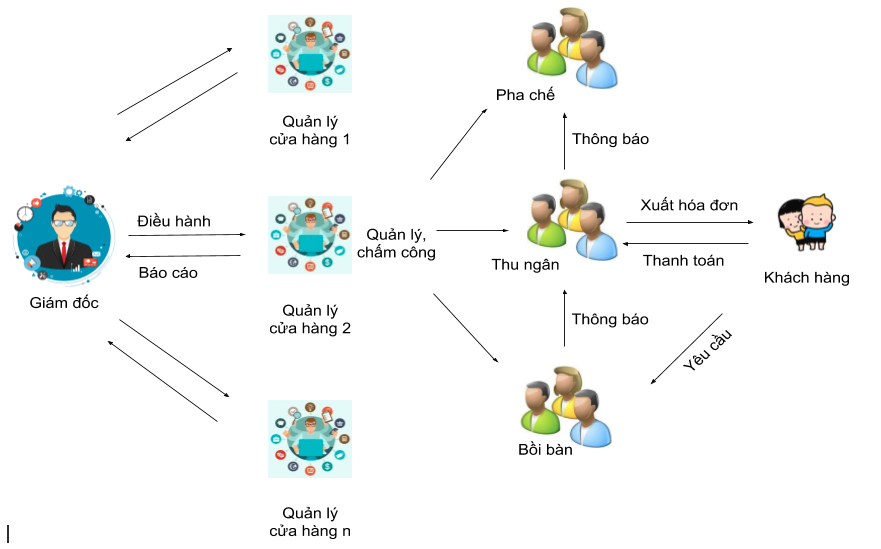 Pha chế
Quản lý
cửa hàng 1
Thông báo
Điều hành
Báo cáo
Giám đốc
Quản lý,
chấm công
Xuất hóa đơn
Thanh toán
Thu ngân
Khách hàng
Quản lý
cửa hàng 2
Thông báo
Yêu cầu
Bồi bàn
Quản lý
cửa hàng n